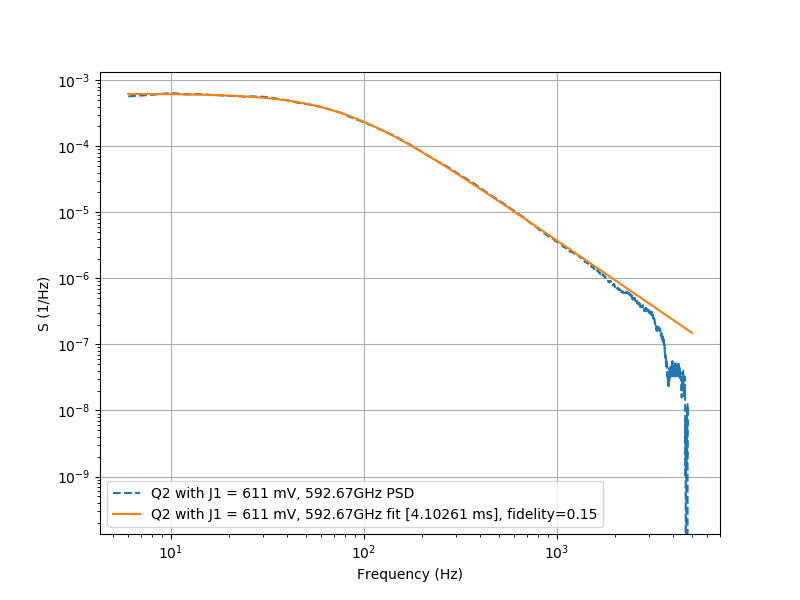 10⁻³
10⁻⁴
10⁻⁵
10⁻⁶
10⁻⁷
10⁻⁸
10⁻⁹
S (1/Hz)
Q2 with J1 = 611 mV, 592.67GHz PSD
Q2 with J1 = 611 mV, 592.67GHz fit [4.10261 ms], fidelity=0.15
10¹ 10² 10³
Frequency (Hz)